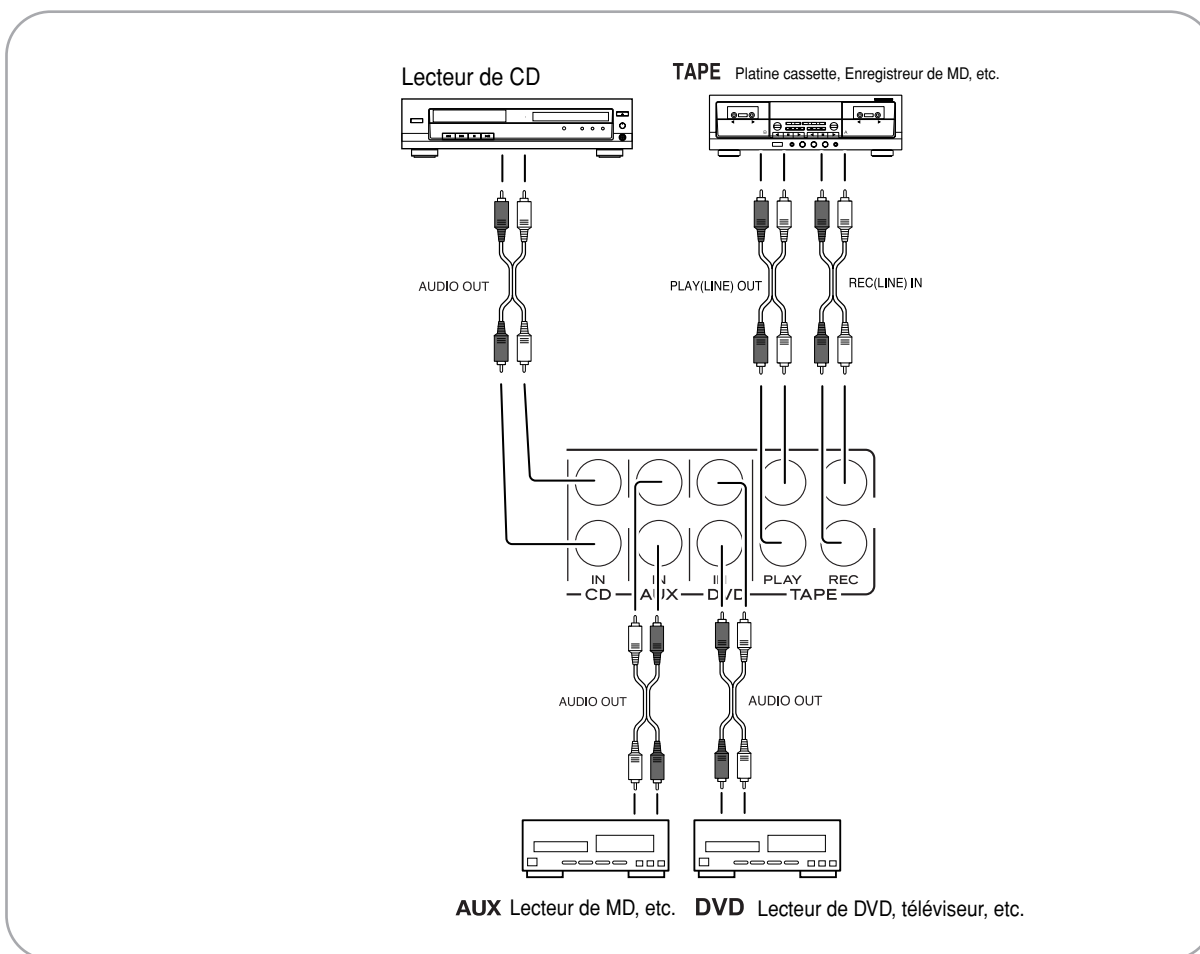 Lecteur de CD
TAPE Platine cassette, Enregistreur de MD, etc.
AUDIO OUT
PLAY(LINE) OUT
REC(LINE) IN
IN IN IN PLAY REC
CD AUX DVD TAPE
AUDIO OUT
AUDIO OUT
AUX Lecteur de MD, etc.
DVD Lecteur de DVD, téléviseur, etc.